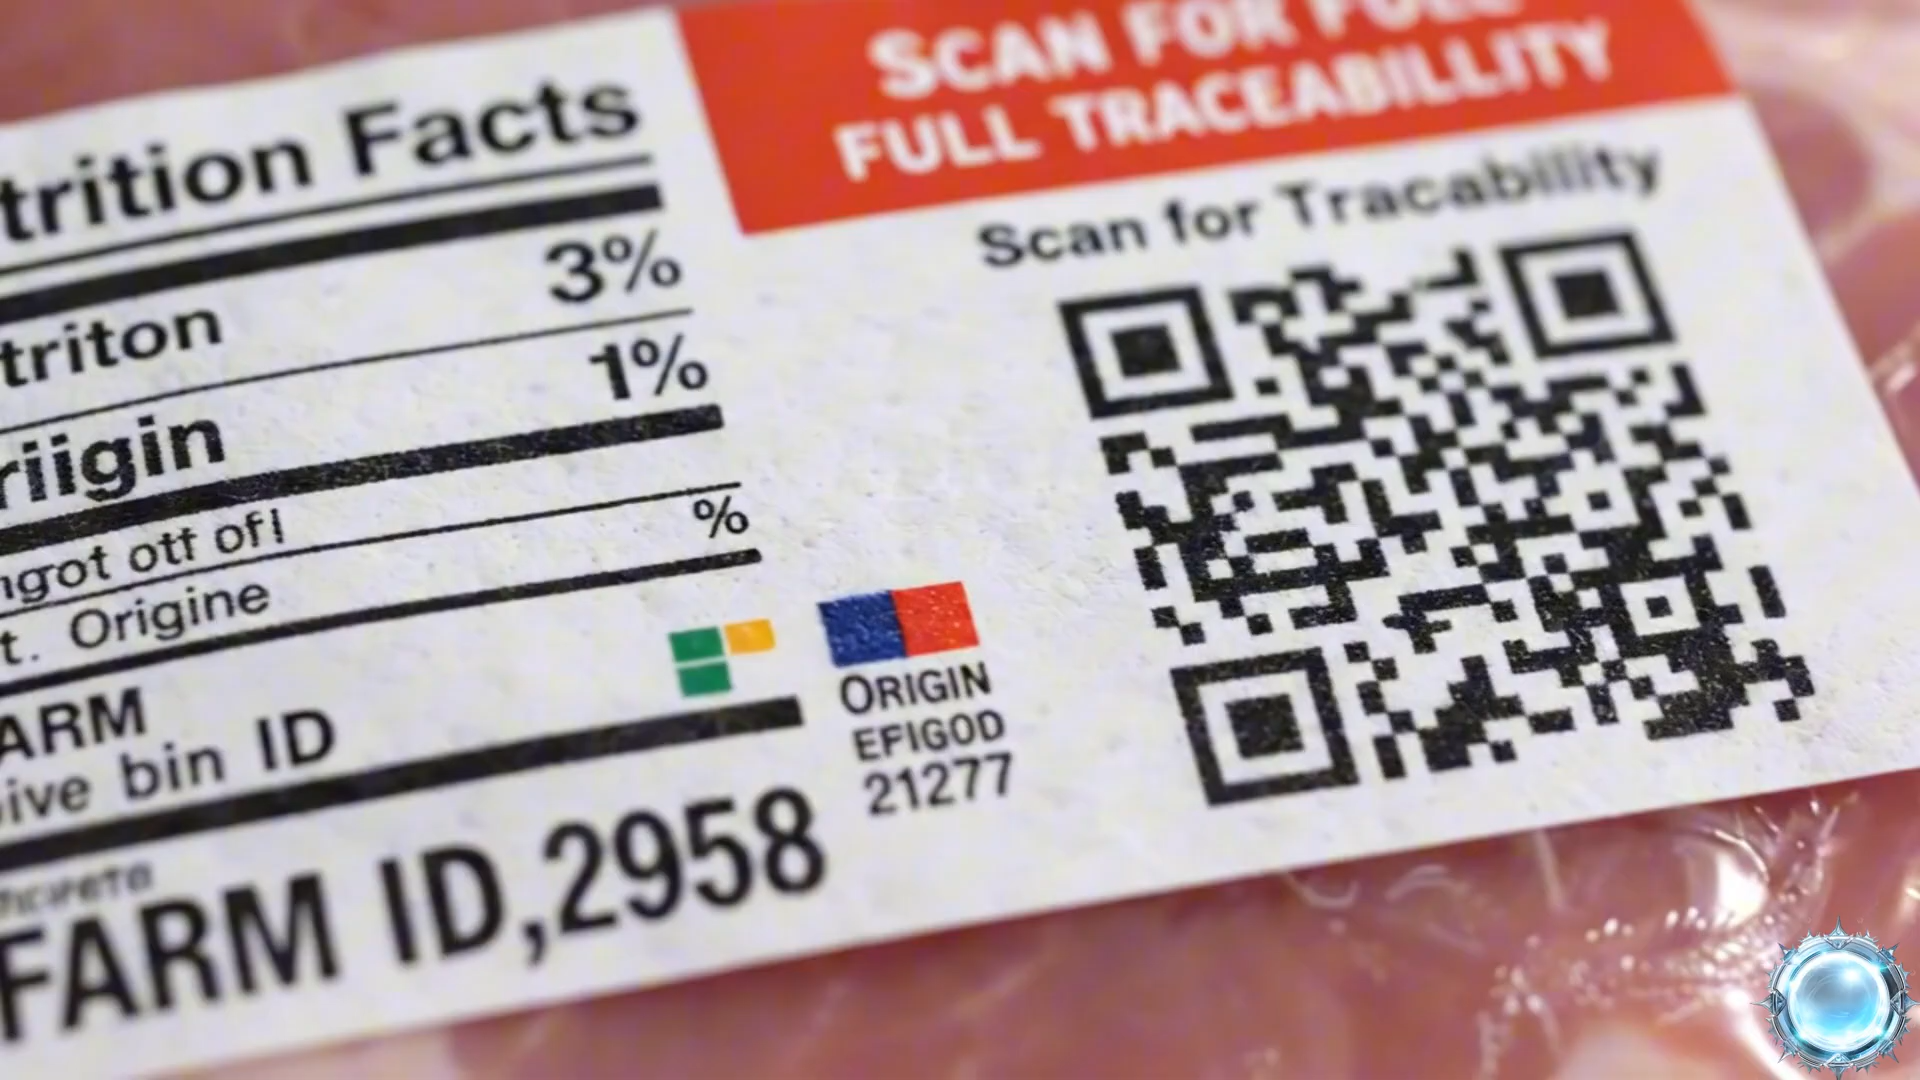 trition Facts
triton 3%
riigin 1%
ngot ott of!
%
t. Origine
ARM
ive bin ID
FARM ID,2958
SCAN FOR FULL
FULL TRACEABILLITY
Scan for Tracability
ORIGIN
EFIGOD
21277